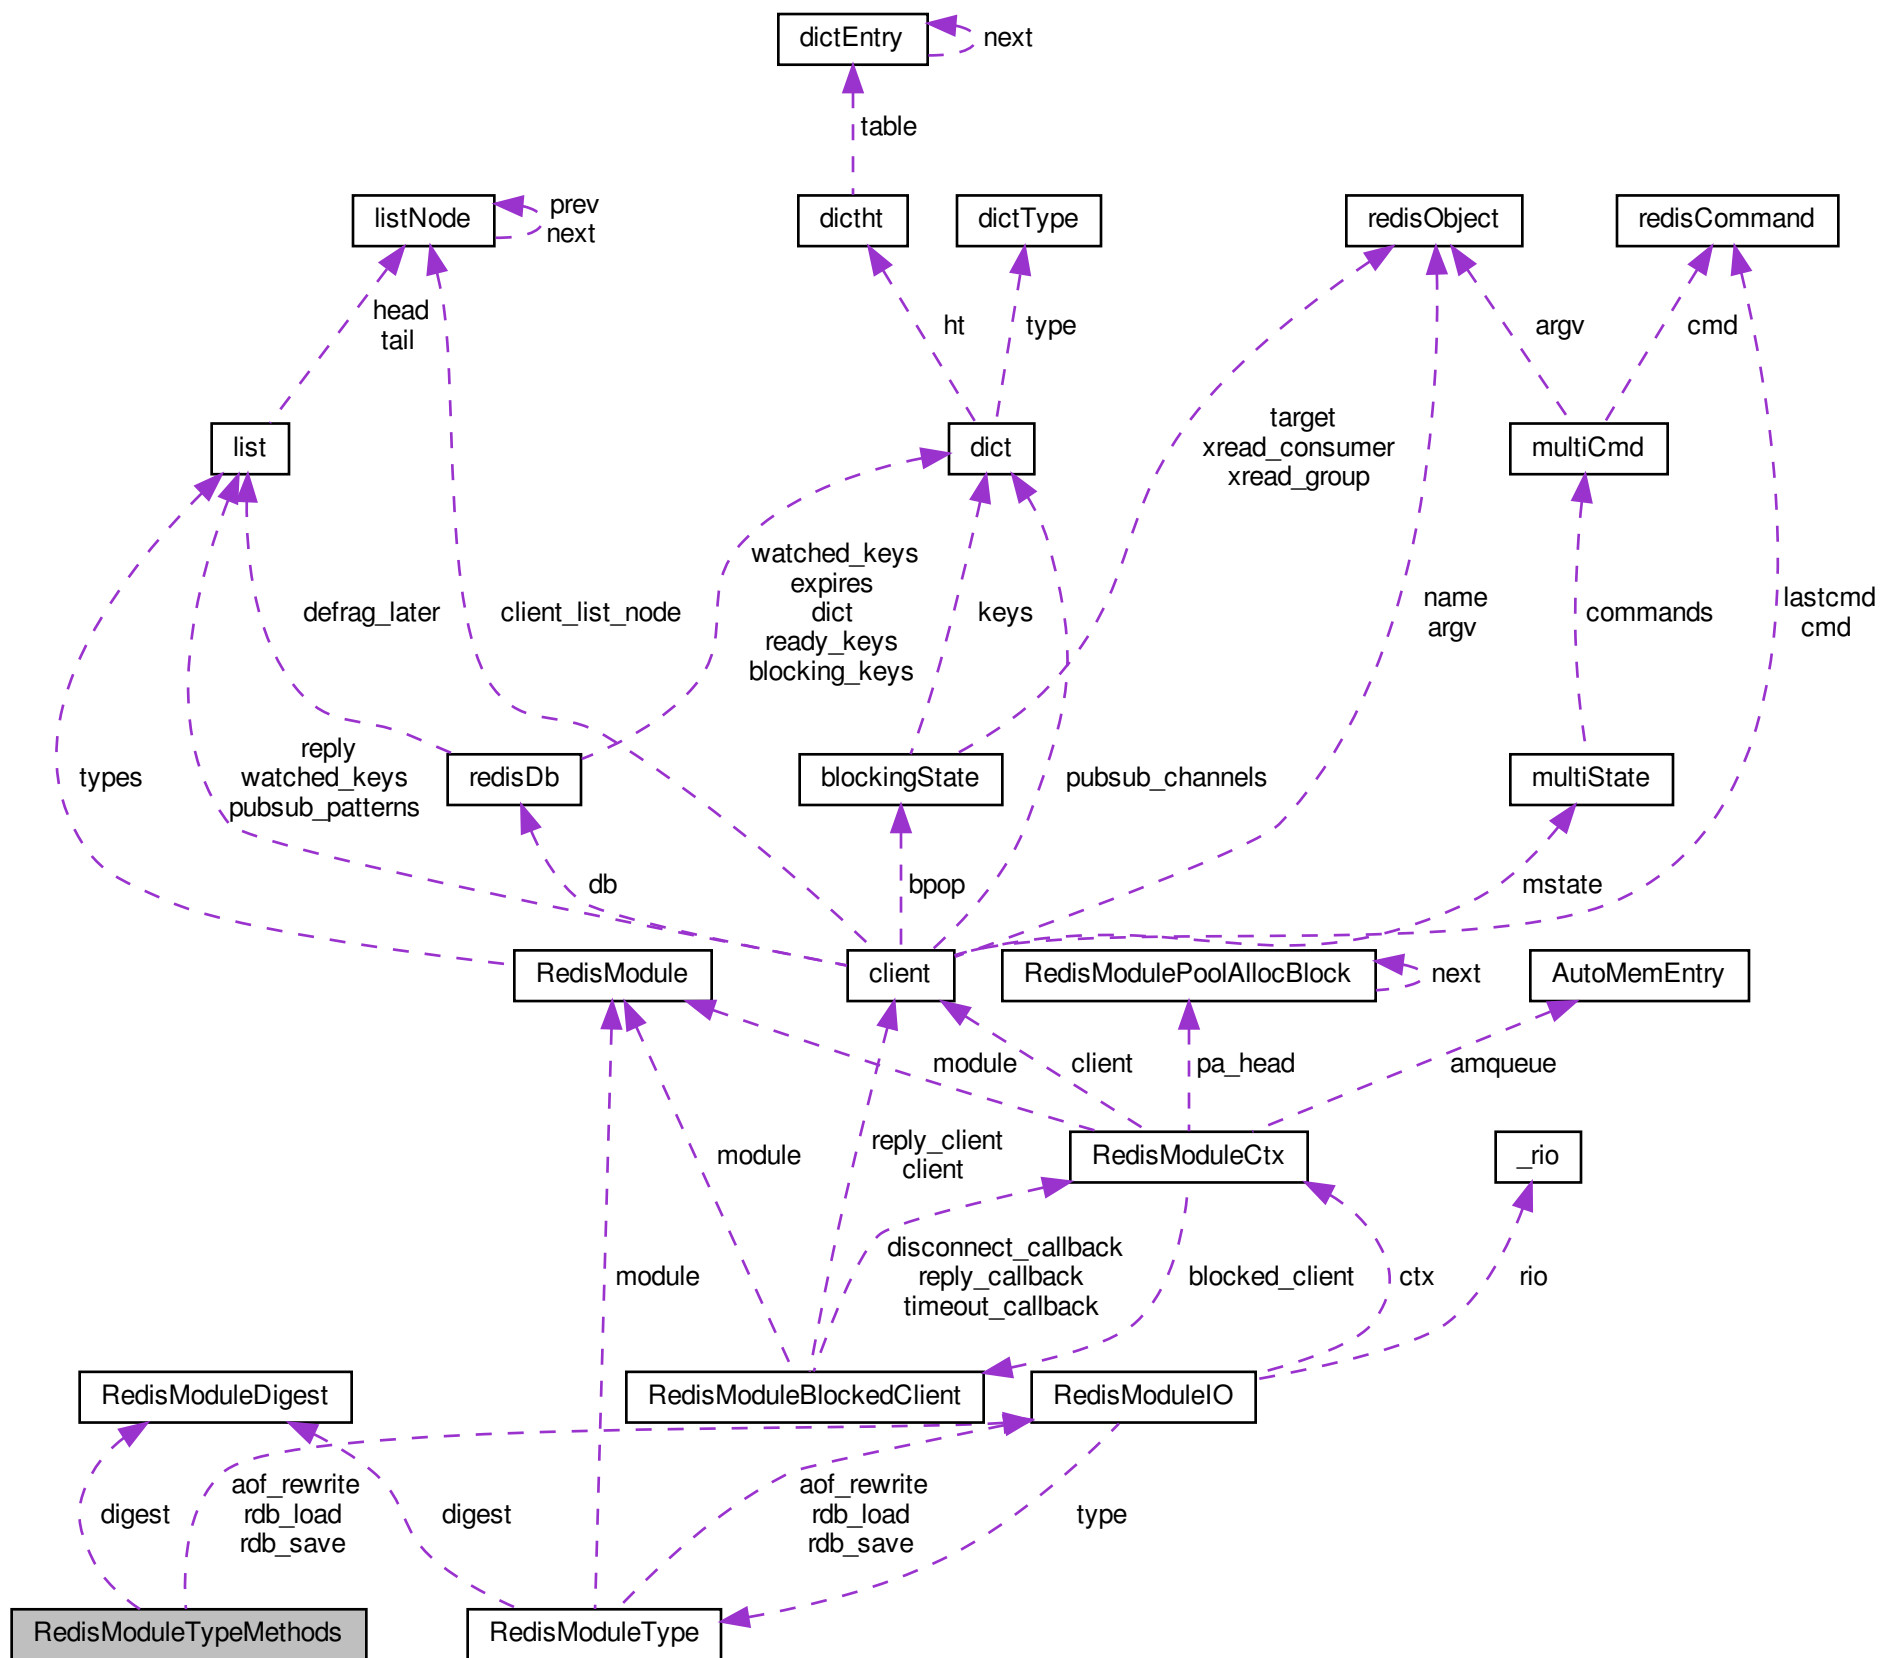 dictEntry
next
table
listNode
prev
next
dictht
dictType
redisObject
redisCommand
head
tail
ht
type
argv
cmd
list
dict
target
xread_consumer
xread_group
multiCmd
defrag_later
client_list_node
watched_keys
expires
dict
ready_keys
blocking_keys
keys
name
argv
commands
lastcmd
cmd
types
reply
watched_keys
pubsub_patterns
redisDb
blockingState
pubsub_channels
multiState
db
bpop
mstate
RedisModule
client
RedisModulePoolAllocBlock
next
AutoMemEntry
module
client
pa_head
amqueue
module
reply_client
client
RedisModuleCtx
_rio
module
disconnect_callback
reply_callback
timeout_callback
blocked_client
ctx
rio
RedisModuleDigest
RedisModuleBlockedClient
RedisModuleIO
digest
aof_rewrite
rdb_load
rdb_save
digest
aof_rewrite
rdb_load
rdb_save
type
RedisModuleTypeMethods
RedisModuleType